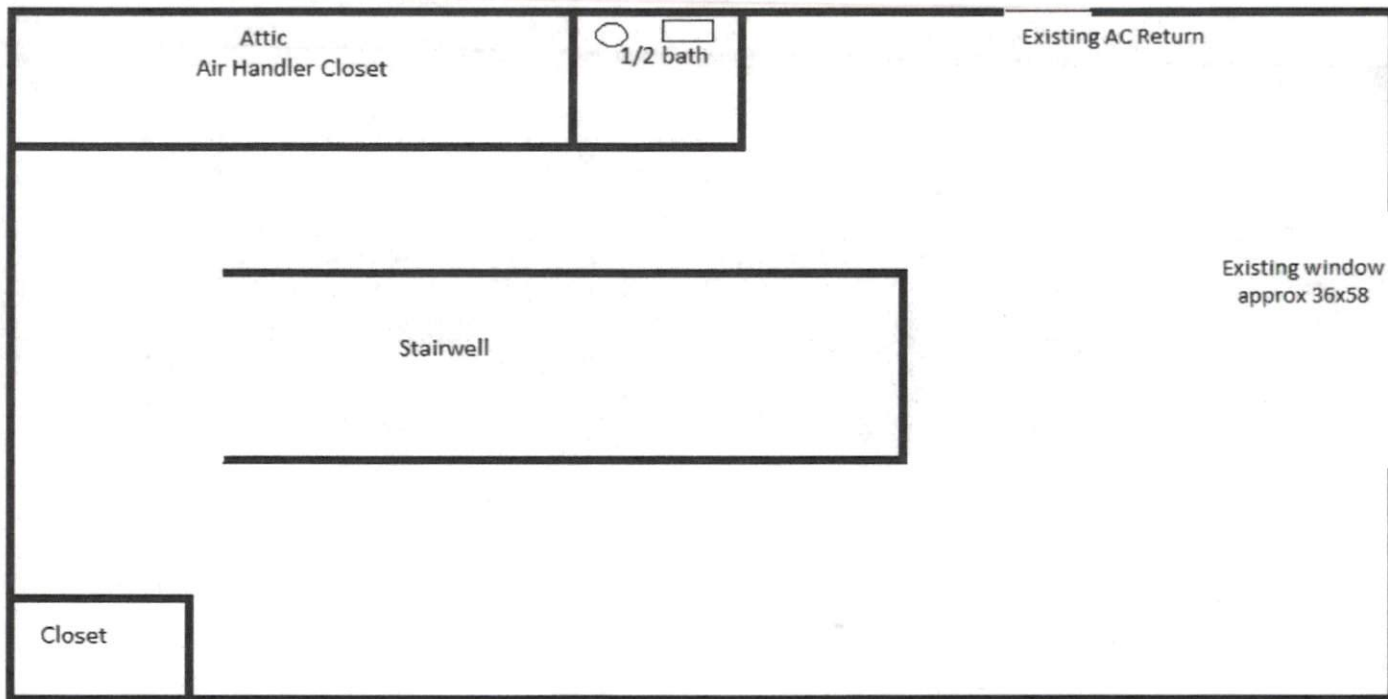 Attic
Air Handler Closet
1/2 bath
Existing AC Return
Existing window
approx 36x58
Stairwell
Closet